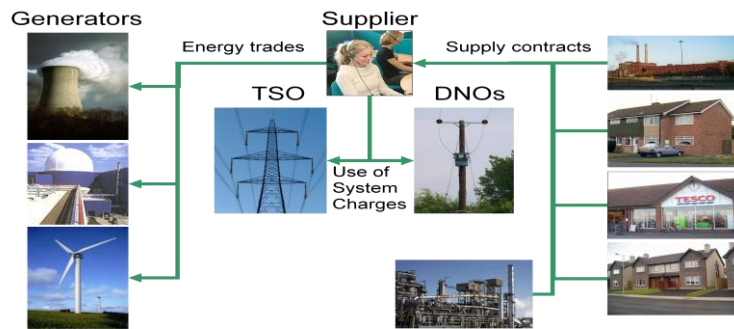 Generators
Supplier
Energy trades
Supply contracts
TSO
DNOs
Use of
System
Charges
TESCO